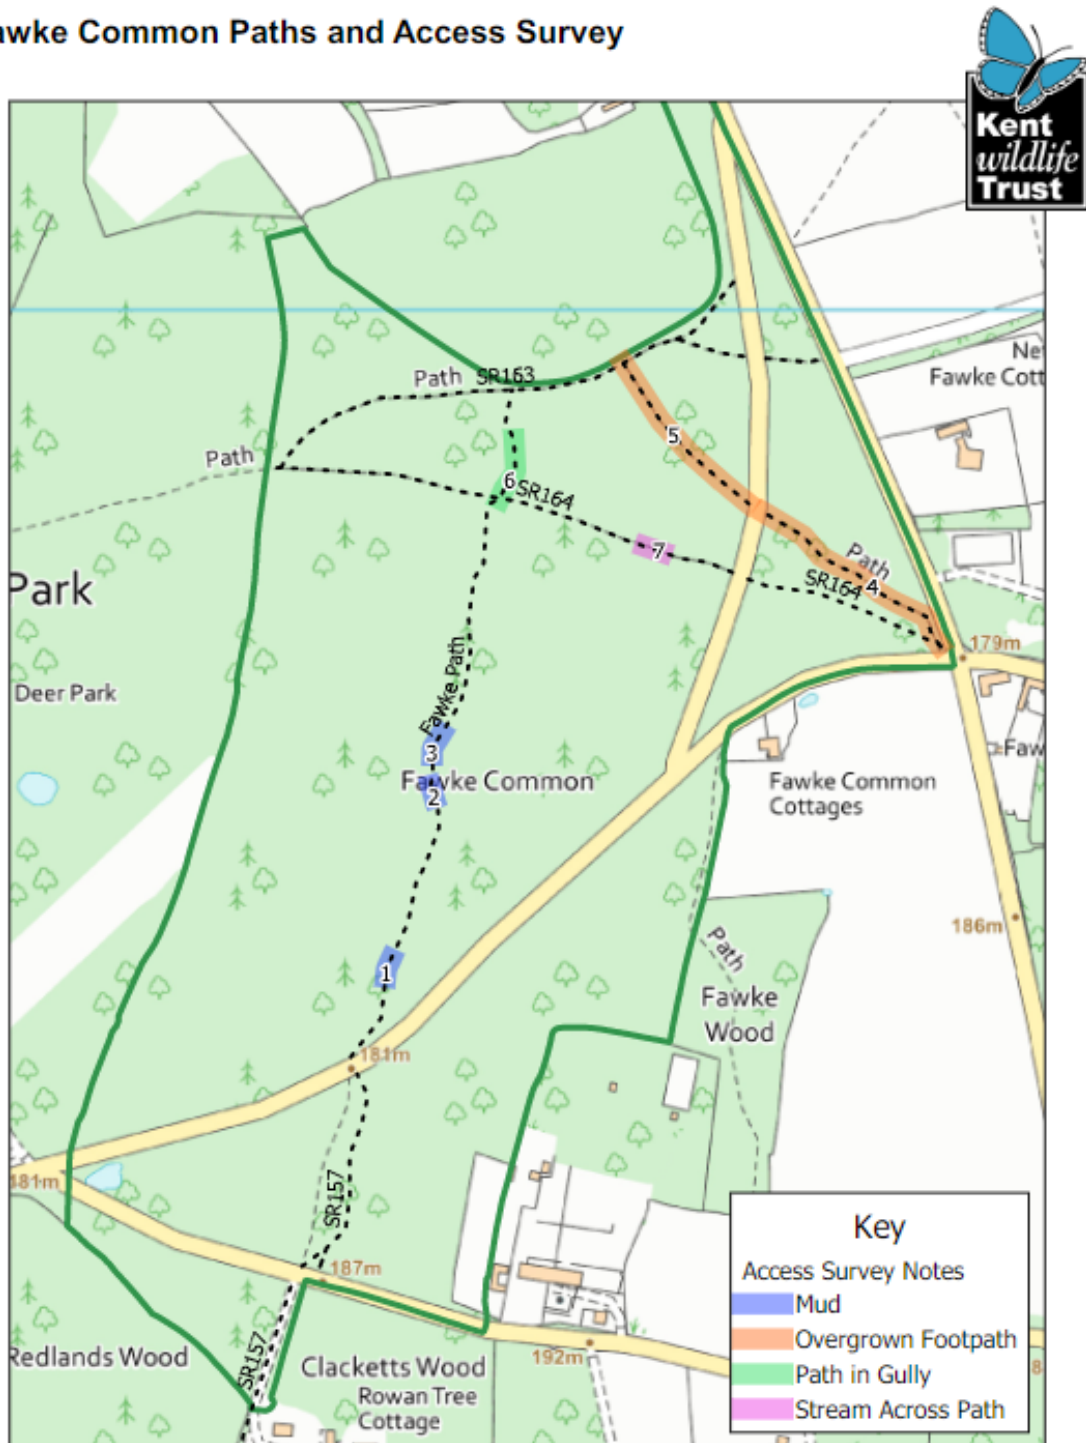 awke Common Paths and Access Survey
Kent
wildlife
Trust
Ne
Fawke Cott
Path SR163
Path
5
6
SR164
7
Path
SR164
4
179m
Park
Deer Park
Fawke Path
3
Fawke Common
2
Faw
Fawke Common
Cottages
186m
Path
1
Fawke
Wood
181m
181m
SR157
187m
Key
Access Survey Notes
Mud
Overgrown Footpath
Path in Gully
Stream Across Path
Redlands Wood
SR157
Clacketts Wood
Rowan Tree
Cottage
192m
8